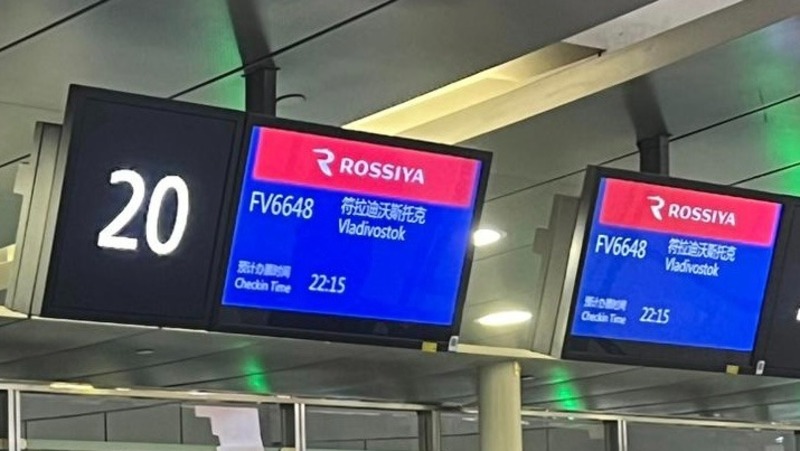 20
ROSSIYA
FV6648 符拉迪沃斯托克
Vladivostok
预计办票时间
Checkin Time 22:15
ROSSIYA
FV6648 符拉迪沃斯托克
Vladivostok
预计办票时间
Checkin Time 22:15